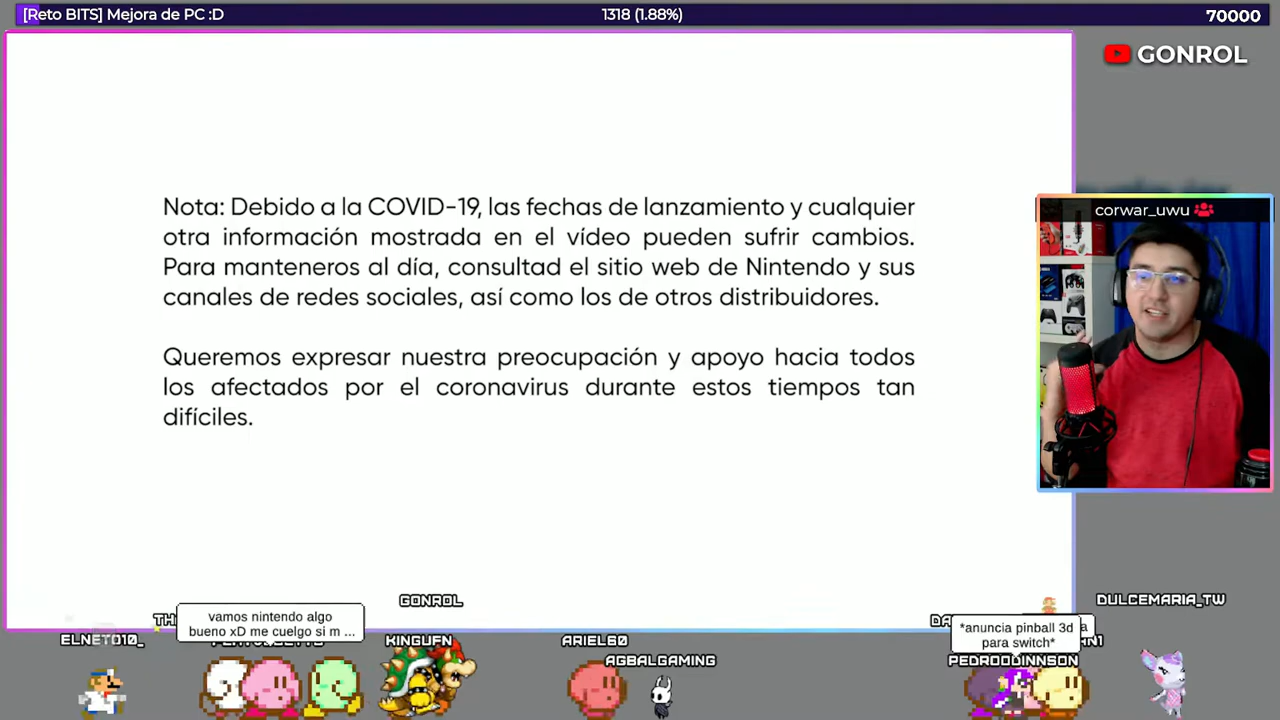 [Reto BITS] Mejora de PC :D
1318 (1.88%)
70000
GONROL
corwar_uwu
Nota: Debido a la COVID-19, las fechas de lanzamiento y cualquier
otra información mostrada en el vídeo pueden sufrir cambios.
Para manteneros al día, consultad el sitio web de Nintendo y sus
canales de redes sociales, así como los de otros distribuidores.
Queremos expresar nuestra preocupación y apoyo hacia todos
los afectados por el coronavirus durante estos tiempos tan
difíciles.
GONROL
DULCEMARIA_TW
vamos nintendo algo
bueno xD me cuelgo si m ...
*anuncia pinball 3d
para switch*
ELNETO10_
KINGUFN
ARIEL60
AGBALGAMING
PEDRODDINNSON